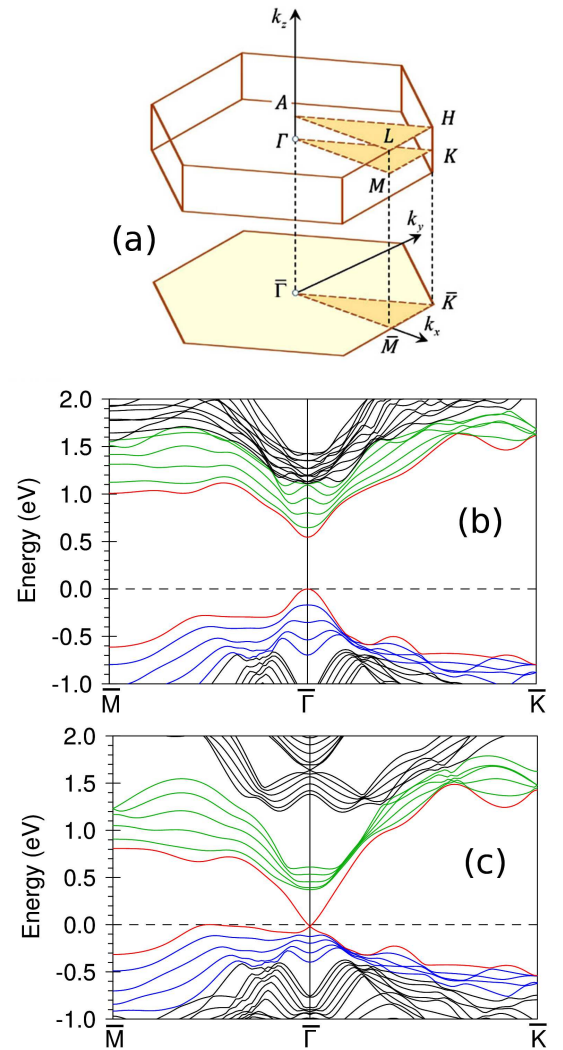 k_z
A
H
Γ
L
K
M
(a)
k_y
Γ̅
K̅
k_x
M̅
2.0
1.5
1.0
0.5
0.0
-0.5
-1.0
Energy (eV)
(b)
M̅ Γ̅ K̅
2.0
1.5
1.0
0.5
0.0
-0.5
-1.0
Energy (eV)
(c)
M̅ Γ̅ K̅